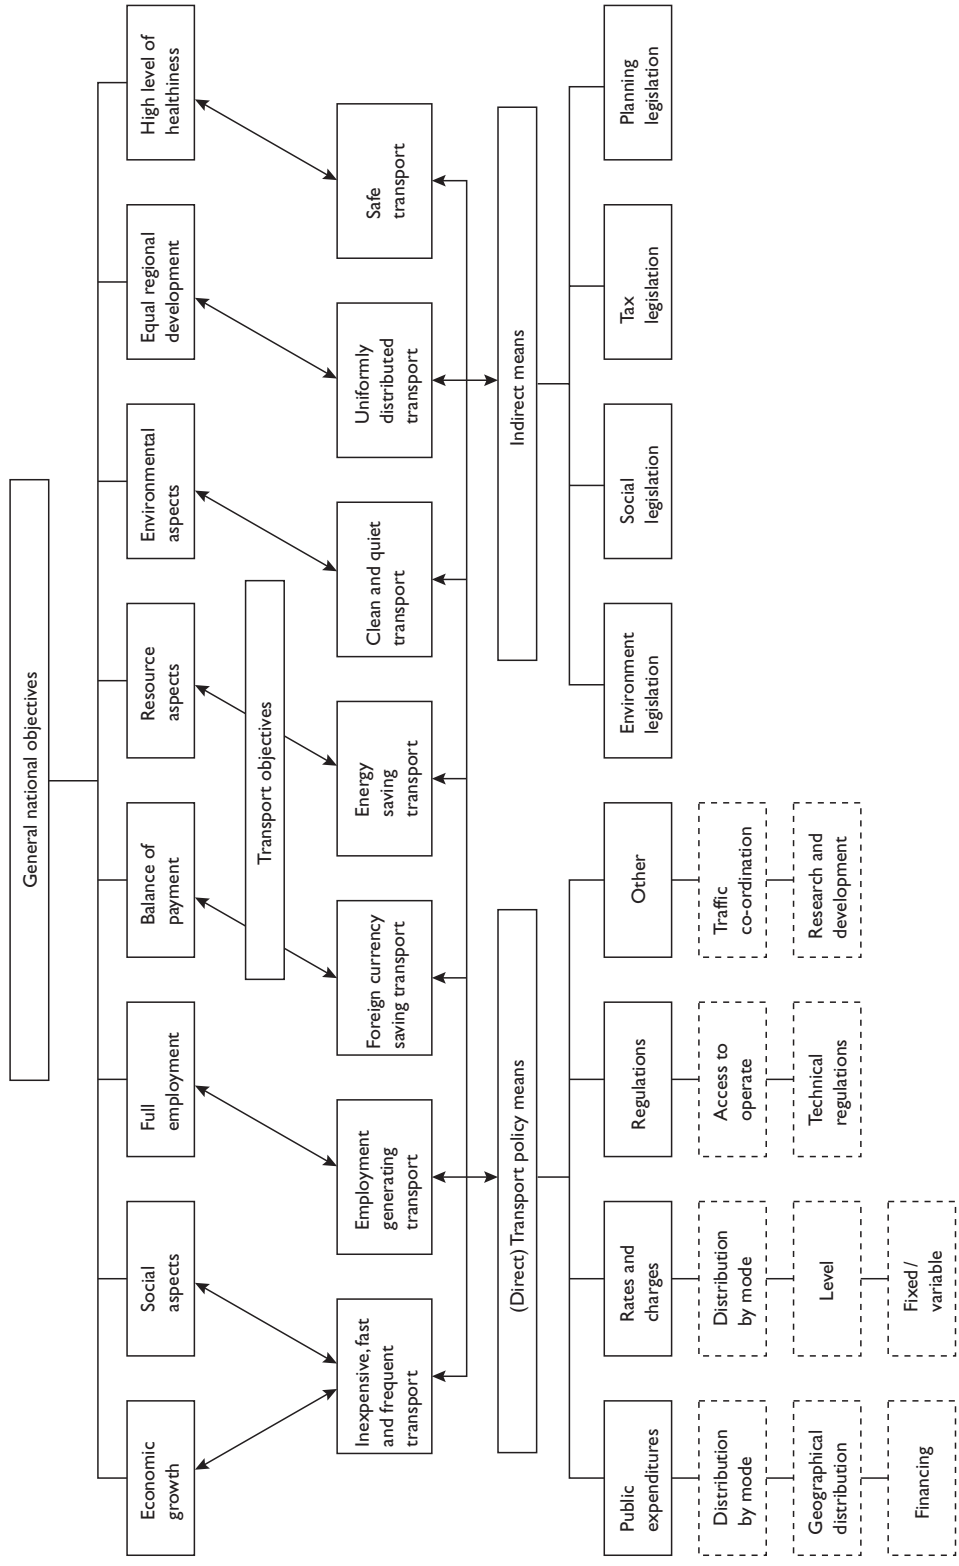 General national objectives
Economic
growth
Social
aspects
Full
employment
Balance of
payment
Resource
aspects
Environmental
aspects
Equal regional
development
High level of
healthiness
Transport objectives
Inexpensive, fast
and frequent
transport
Employment
generating
transport
Foreign currency
saving transport
Energy
saving
transport
Clean and quiet
transport
Uniformly
distributed
transport
Safe
transport
(Direct) Transport policy means
Indirect means
Public
expenditures
Rates and
charges
Regulations
Other
Environment
legislation
Social
legislation
Tax
legislation
Planning
legislation
Distribution
by mode
Distribution
by mode
Access to
operate
Traffic
co-ordination
Geographical
distribution
Level
Technical
regulations
Research and
development
Financing
Fixed/
variable